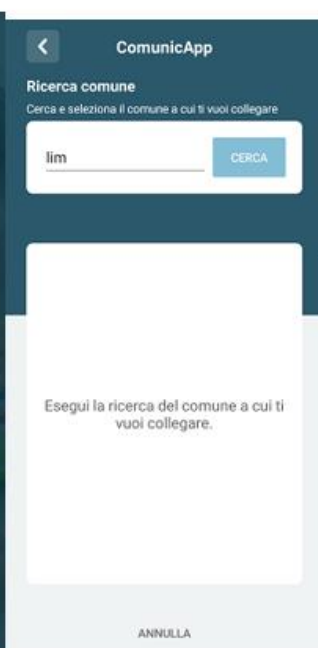 ComunicApp
Ricerca comune
Cerca e seleziona il comune a cui ti vuoi collegare
lim
CERCA
Esegui la ricerca del comune a cui ti
vuoi collegare.
ANNULLA